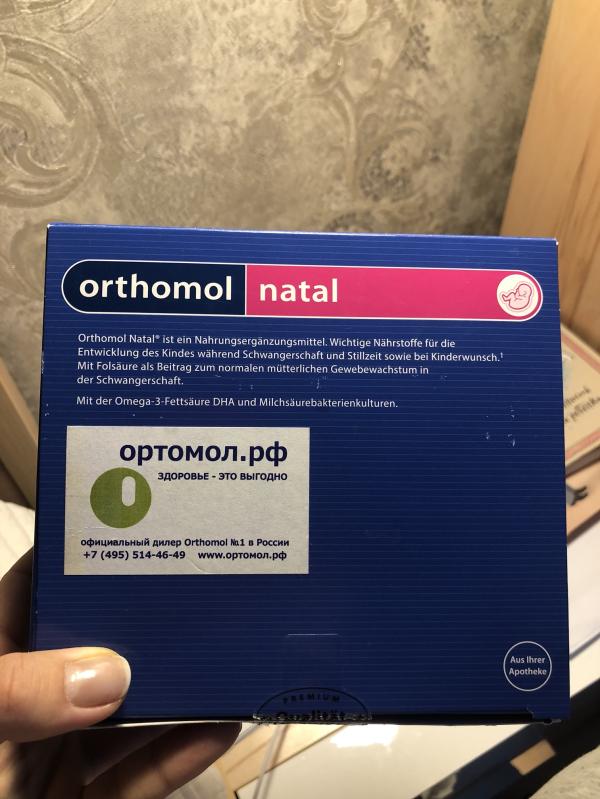 orthomol natal
Orthomol Natal® ist ein Nahrungsergänzungsmittel. Wichtige Nährstoffe für die
Entwicklung des Kindes während Schwangerschaft und Stillzeit sowie bei Kinderwunsch.¹
Mit Folsäure als Beitrag zum normalen mütterlichen Gewebewachstum in
der Schwangerschaft.
Mit der Omega-3-Fettsäure DHA und Milchsäurebakterienkulturen.
ортомол.рф
ЗДОРОВЬЕ - ЭТО ВЫГОДНО
официальный дилер Orthomol №1 в России
+7 (495) 514-46-49 www.ортомол.рф
Aus Ihrer
Apotheke
PREMIUM
Qualität